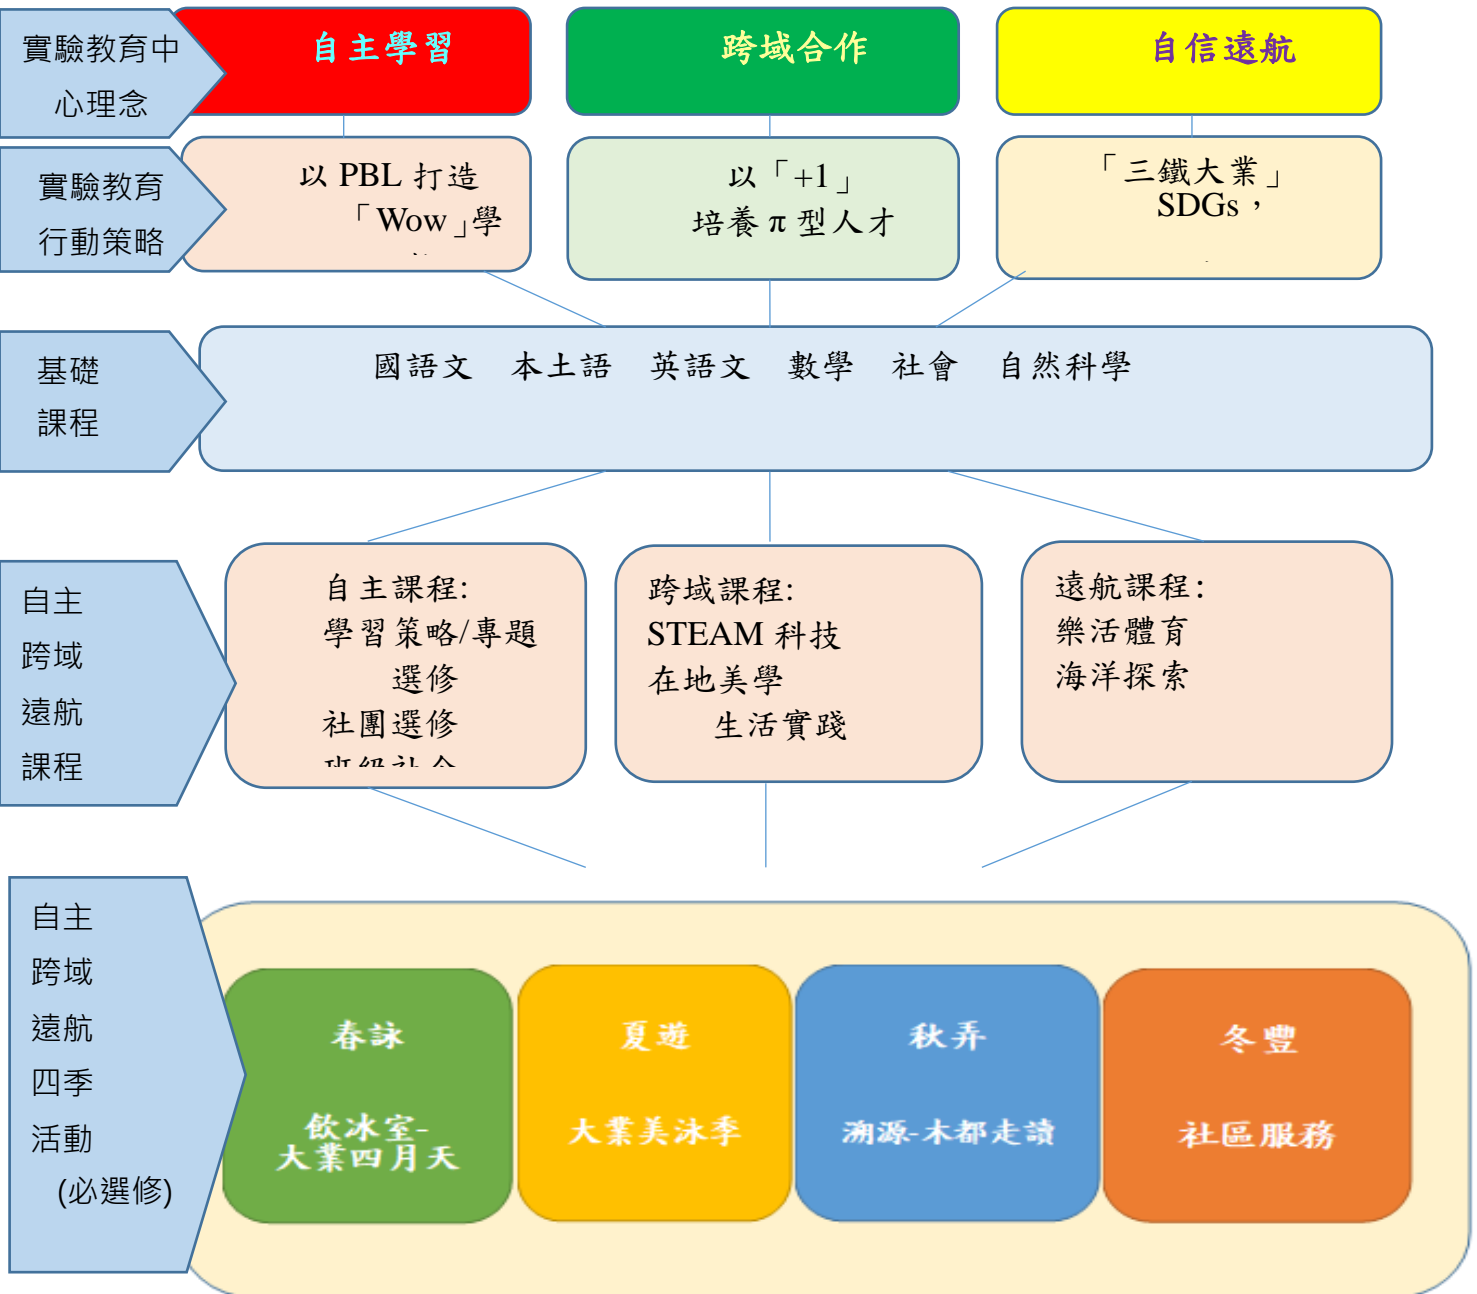 實驗教育中
心理念
自主學習
跨域合作
自信遠航
實驗教育
行動策略
以 PBL 打造
「Wow」學
以「+1」
培養 π 型人才
「三鐵大業」
SDGs，
基礎
課程
國語文 本土語 英語文 數學 社會 自然科學
自主
跨域
遠航
課程
自主課程:
學習策略/專題
選修
社團選修
跨域課程:
STEAM 科技
在地美學
生活實踐
遠航課程:
樂活體育
海洋探索
自主
跨域
遠航
四季
活動
(必選修)
春詠
飲冰室-
大業四月天
夏遊
大業美泳季
秋弄
溯源-木都走讀
冬豐
社區服務